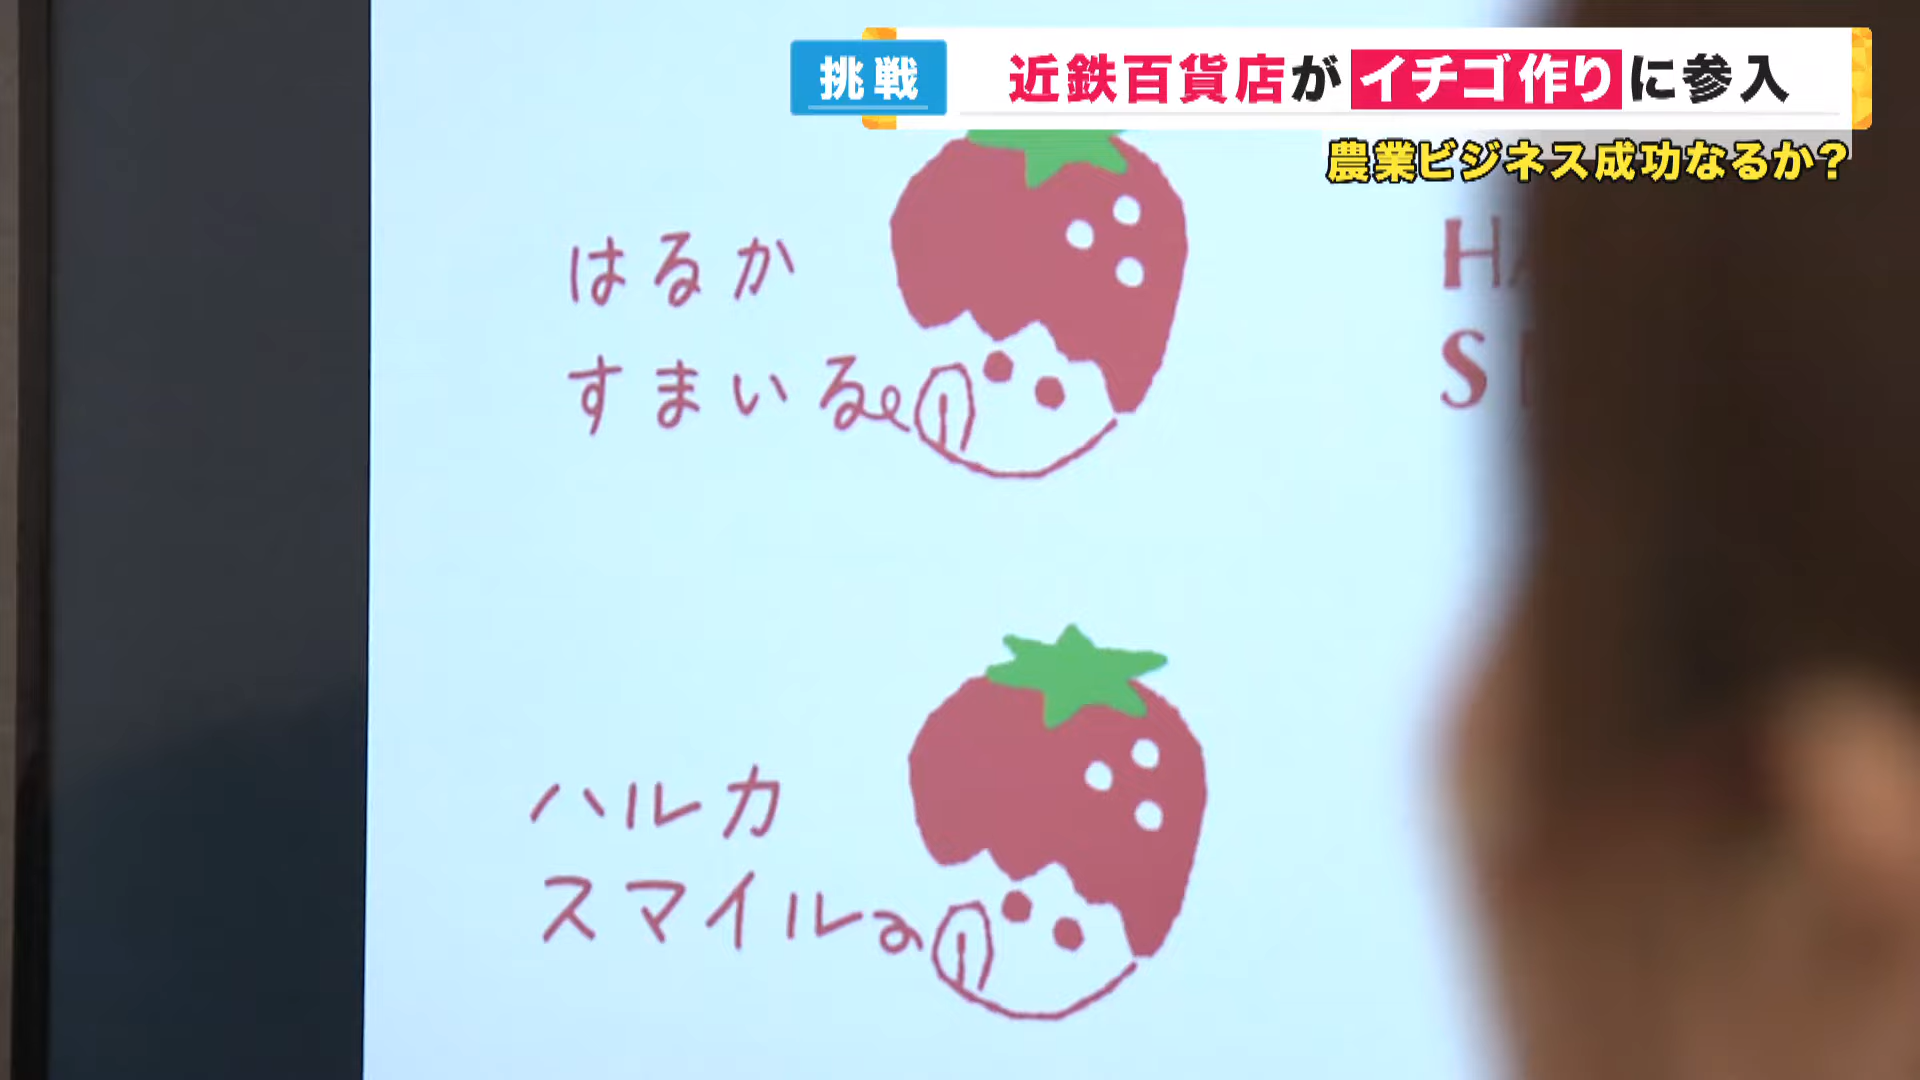 挑戦
近鉄百貨店がイチゴ作りに参入
農業ビジネス成功なるか?
はるか
すまいる
H
S
ハルカ
スマイル